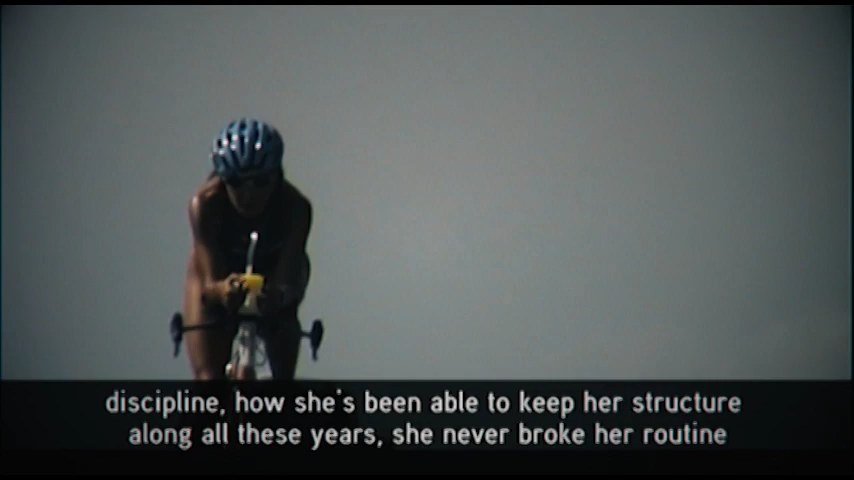 discipline, how she's been able to keep her structure
along all these years, she never broke her routine